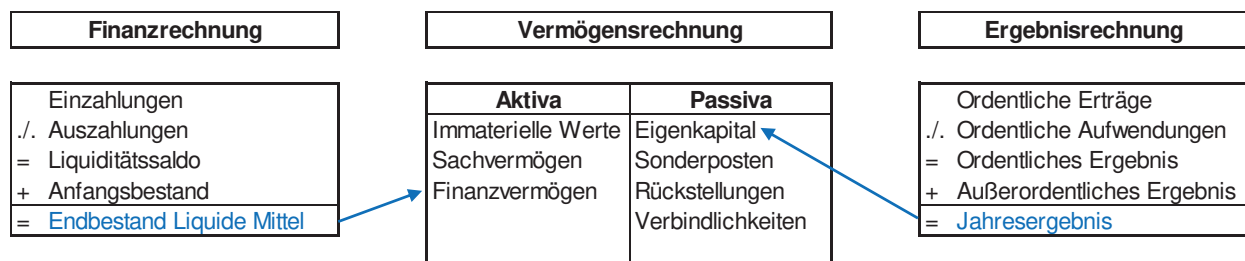 Finanzrechnung
Einzahlungen
./. Auszahlungen
= Liquiditätssaldo
+ Anfangsbestand
= Endbestand Liquide Mittel
Vermögensrechnung
Aktiva Passiva
Immaterielle Werte Eigenkapital
Sachvermögen Sonderposten
Finanzvermögen Rückstellungen
Verbindlichkeiten
Ergebnisrechnung
Ordentliche Erträge
./. Ordentliche Aufwendungen
= Ordentliches Ergebnis
+ Außerordentliches Ergebnis
= Jahresergebnis